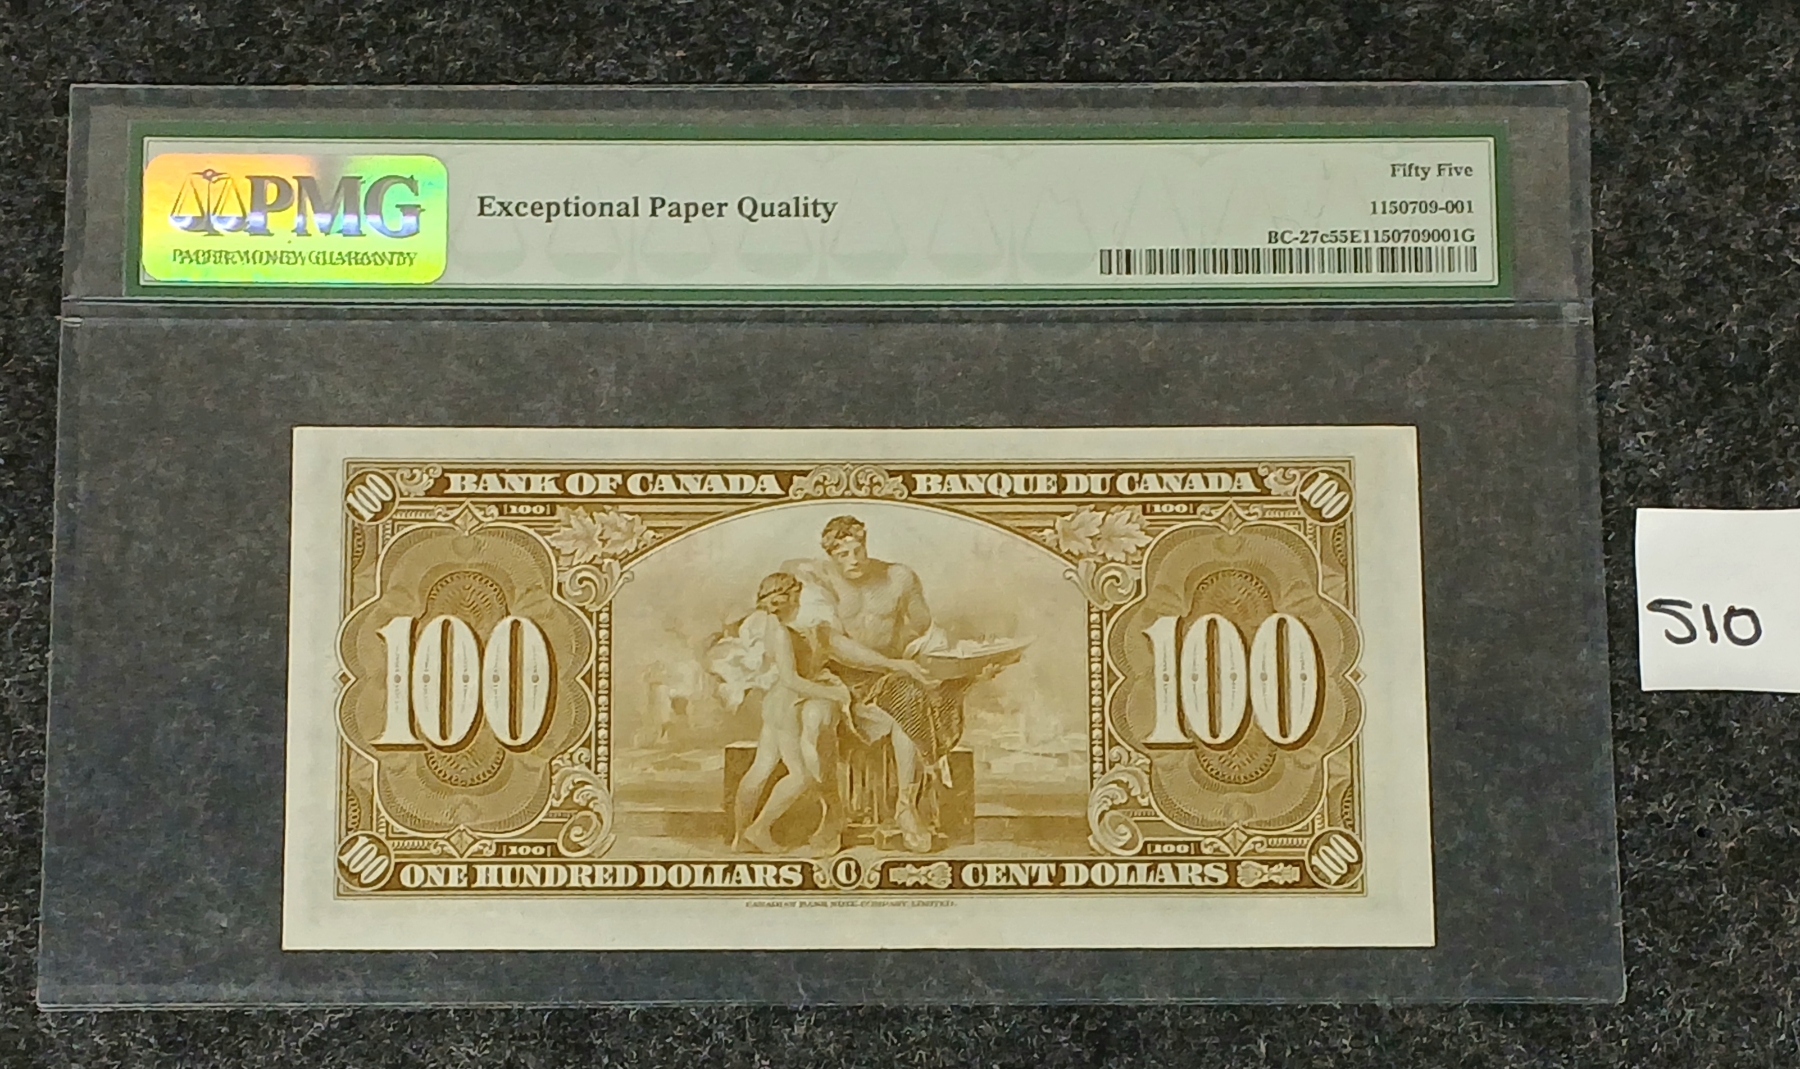 PMG
PAPER MONEY GUARANTY
Exceptional Paper Quality
Fifty Five
1150709-001
BC-27c55E1150709001G
100 BANK OF CANADA BANQUE DU CANADA 100
100 100
100 100
100 100
100 ONE HUNDRED DOLLARS C CENT DOLLARS 100
CANADIAN BANK NOTE COMPANY, LIMITED.
510